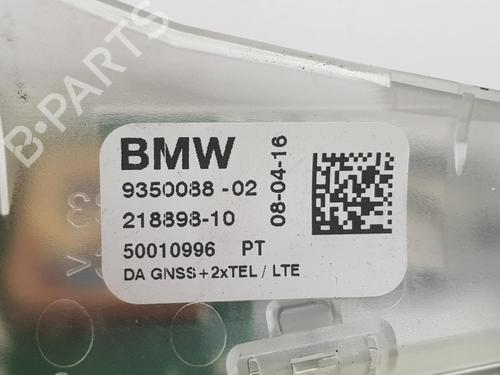 B-PARTS
BMW
9350088-02
218898-10
50010996 PT
DA GNSS+2xTEL / LTE
08-04-16